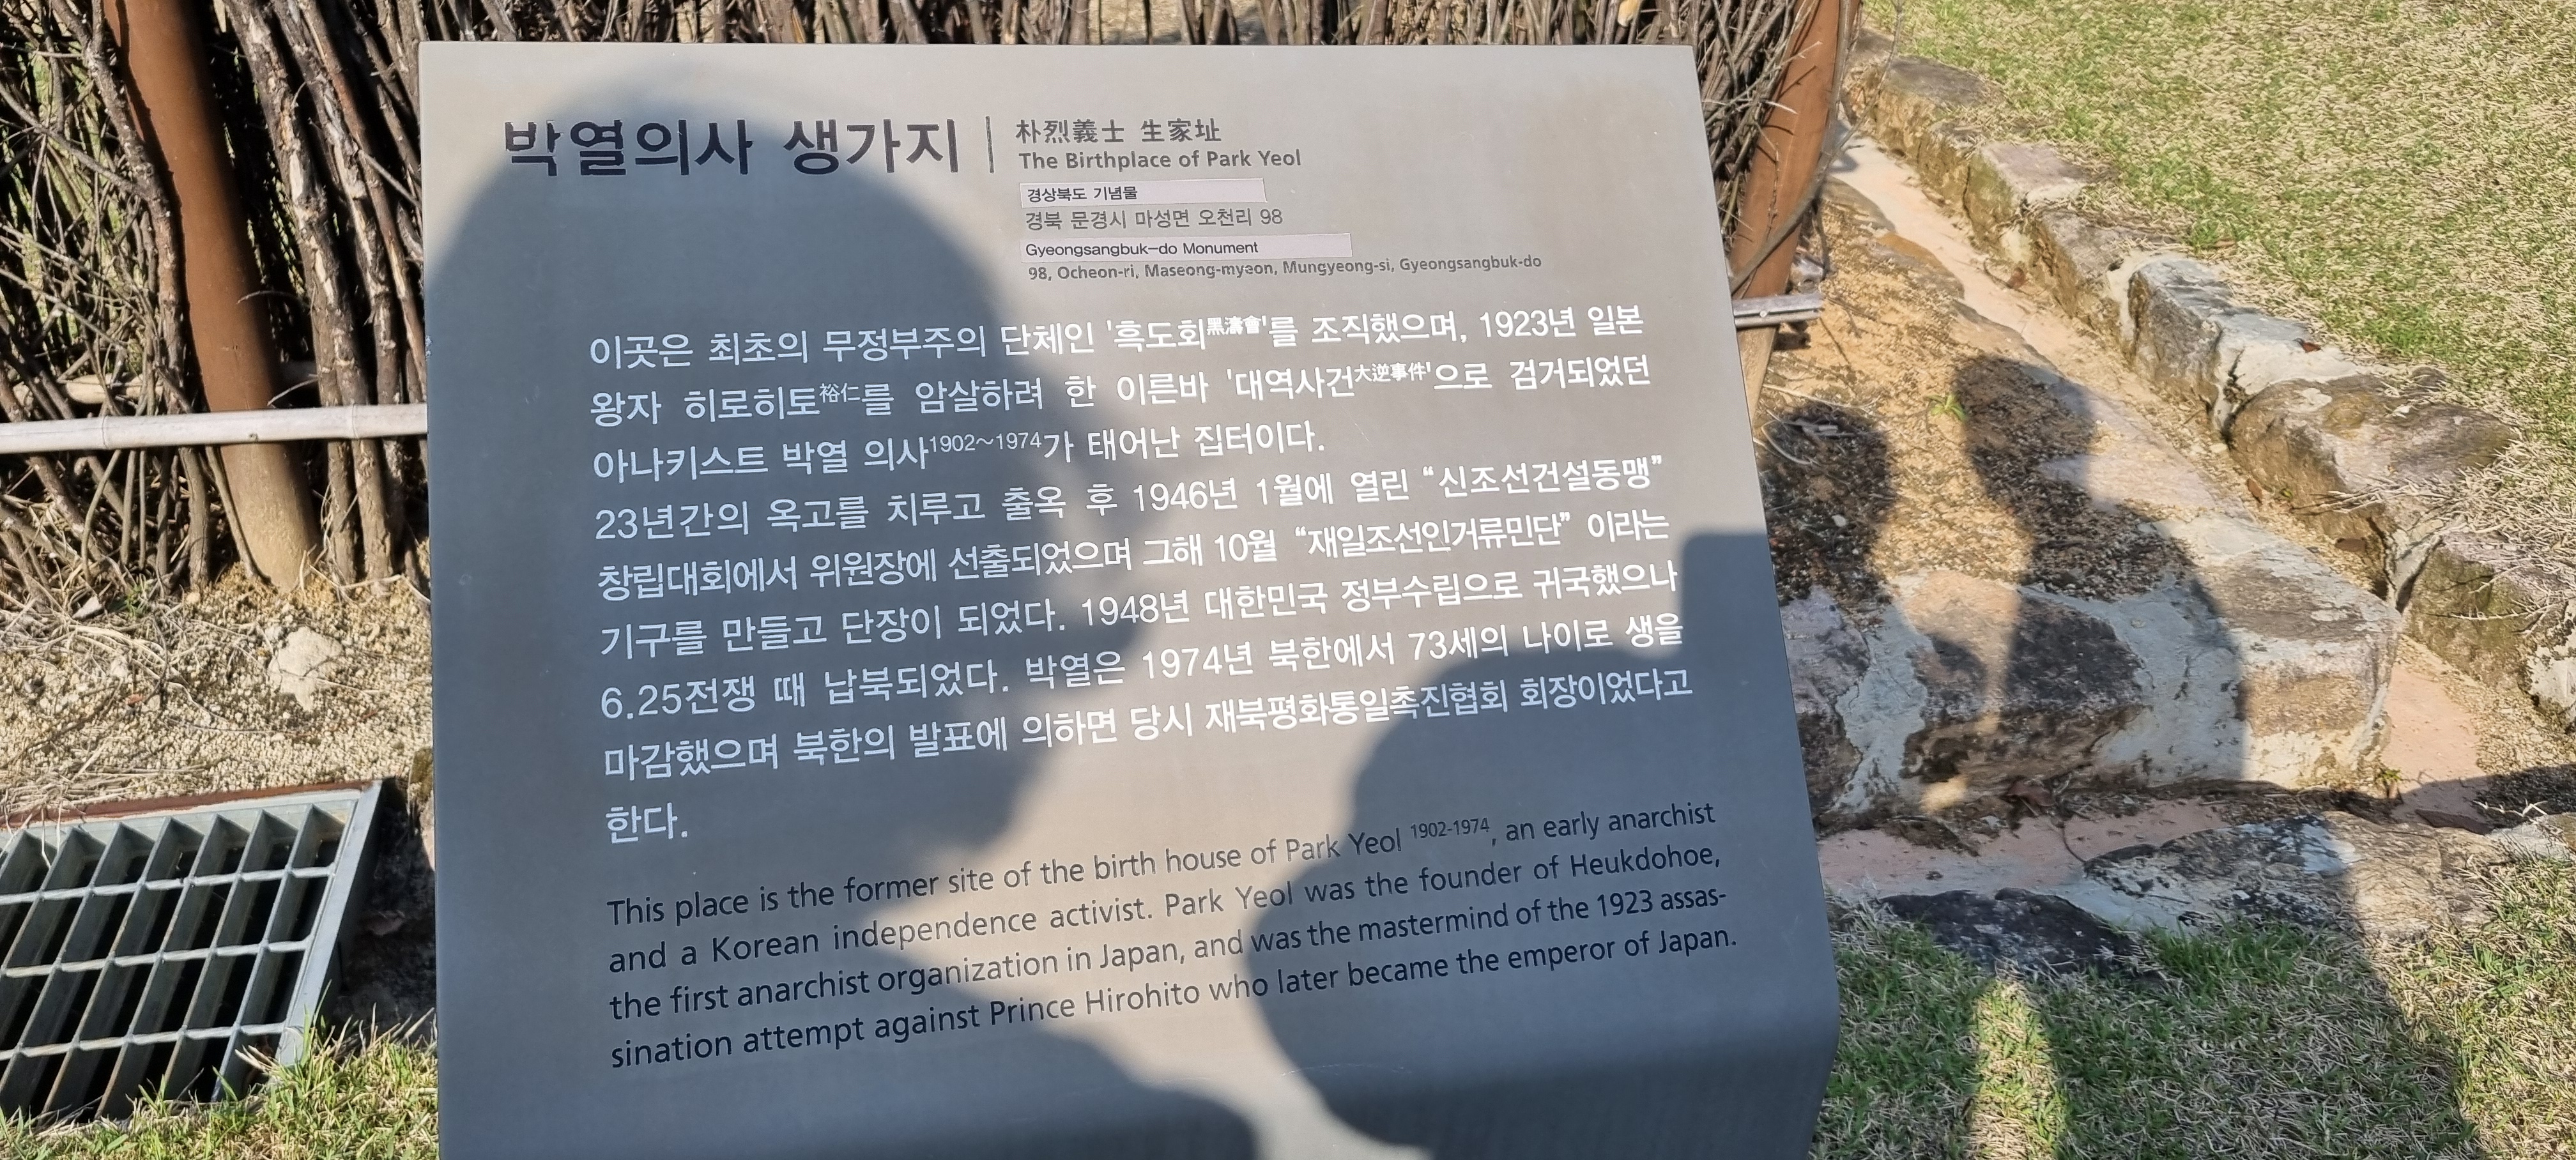 박열의사 생가지
朴烈義士 生家址
The Birthplace of Park Yeol
경상북도 기념물
경북 문경시 마성면 오천리 98
Gyeongsangbuk-do Monument
98, Ocheon-ri, Maseong-myeon, Mungyeong-si, Gyeongsangbuk-do
이곳은 최초의 무정부주의 단체인 '흑도회黑濤會'를 조직했으며, 1923년 일본
왕자 히로히토裕仁를 암살하려 한 이른바 '대역사건大逆事件'으로 검거되었던
아나키스트 박열 의사1902~1974가 태어난 집터이다.
23년간의 옥고를 치루고 출옥 후 1946년 1월에 열린 “신조선건설동맹”
창립대회에서 위원장에 선출되었으며 그해 10월 “재일조선인거류민단” 이라는
기구를 만들고 단장이 되었다. 1948년 대한민국 정부수립으로 귀국했으나
6.25전쟁 때 납북되었다. 박열은 1974년 북한에서 73세의 나이로 생을
마감했으며 북한의 발표에 의하면 당시 재북평화통일촉진협회 회장이었다고
한다.
This place is the former site of the birth house of Park Yeol 1902-1974, an early anarchist
and a Korean independence activist. Park Yeol was the founder of Heukdohoe,
the first anarchist organization in Japan, and was the mastermind of the 1923 assas-
sination attempt against Prince Hirohito who later became the emperor of Japan.